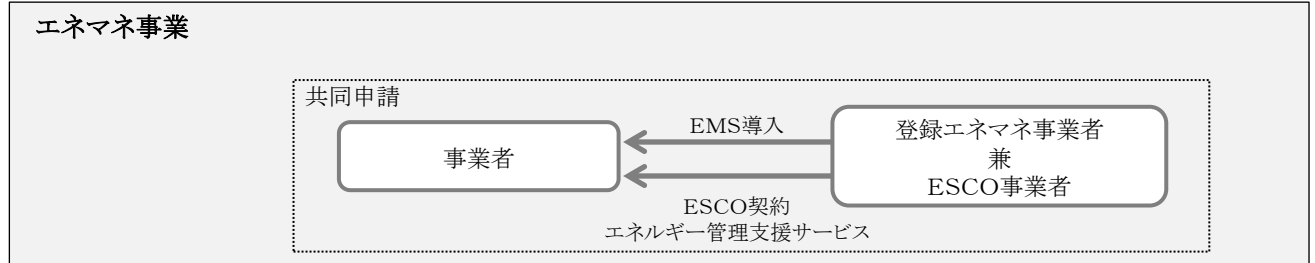 エネマネ事業
共同申請
事業者
EMS導入
登録エネマネ事業者
兼
ESCO事業者
ESCO契約
エネルギー管理支援サービス